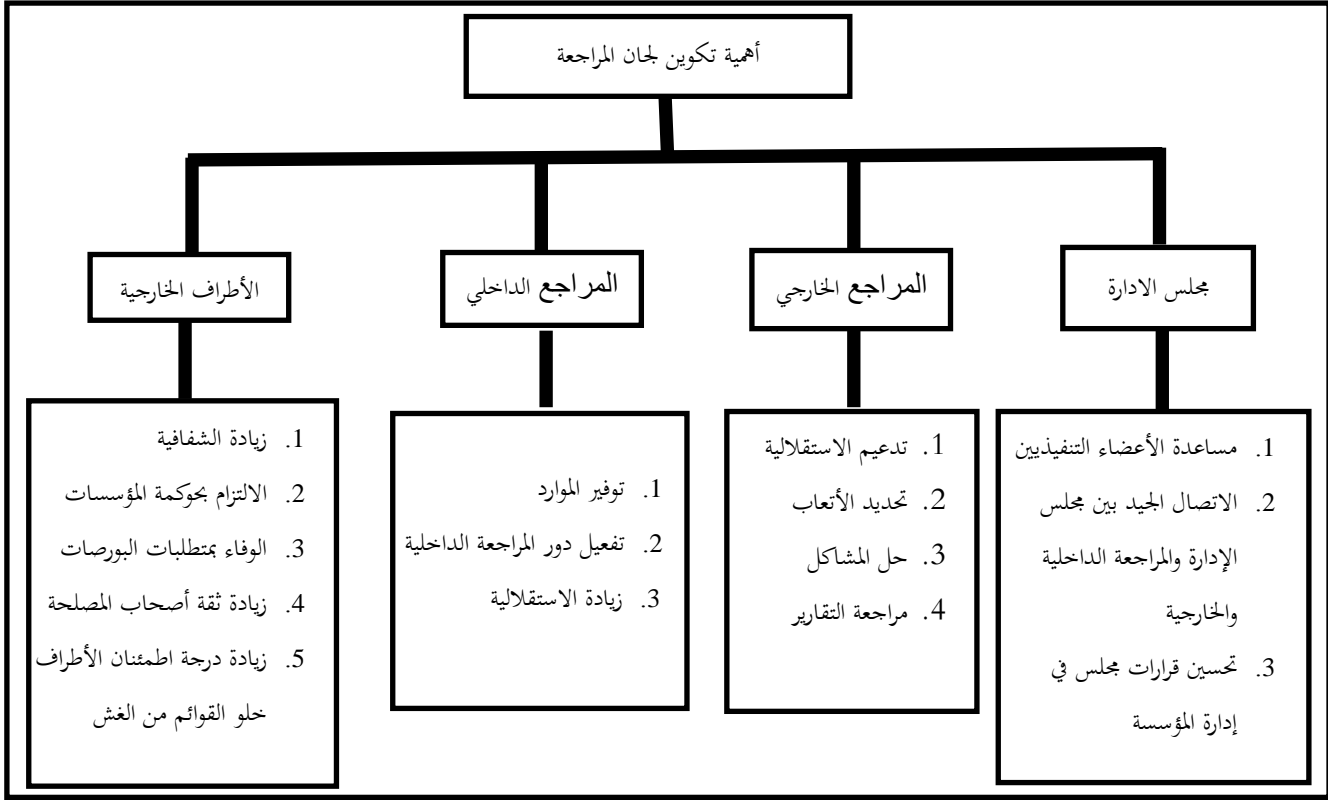 أهمية تكوين لجان المراجعة
مجلس الادارة
المراجع الخارجي
المراجع الداخلي
الأطراف الخارجية
1. مساعدة الأعضاء التنفيذيين
2. الاتصال الجيد بين مجلس
الإدارة والمراجعة الداخلية
والخارجية
3. تحسين قرارات مجلس في
إدارة المؤسسة
1. تدعيم الاستقلالية
2. تحديد الأتعاب
3. حل المشاكل
4. مراجعة التقارير
1. توفير الموارد
2. تفعيل دور المراجعة الداخلية
3. زيادة الاستقلالية
1. زيادة الشفافية
2. الالتزام بحوكمة المؤسسات
3. الوفاء بمتطلبات البورصات
4. زيادة ثقة أصحاب المصلحة
5. زيادة درجة اطمئنان الأطراف
خلو القوائم من الغش